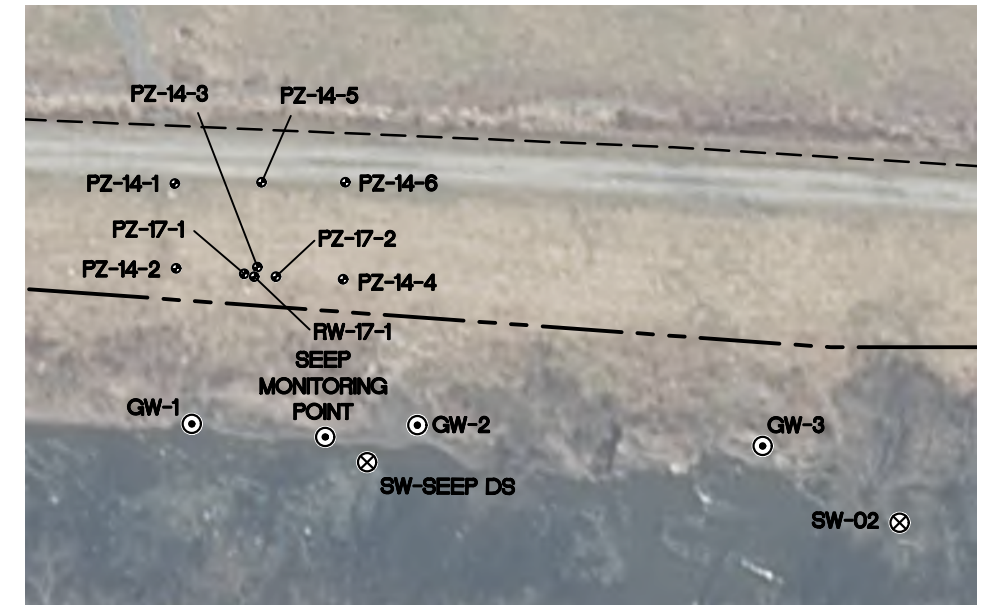 PZ-14-3
PZ-14-5
PZ-14-1
PZ-14-6
PZ-17-1
PZ-17-2
PZ-14-2
PZ-14-4
RW-17-1
SEEP
MONITORING
POINT
GW-1
GW-2
GW-3
SW-SEEP DS
SW-02